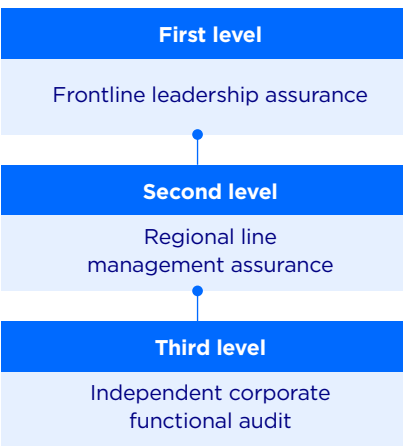 First level
Frontline leadership assurance
Second level
Regional line
management assurance
Third level
Independent corporate
functional audit